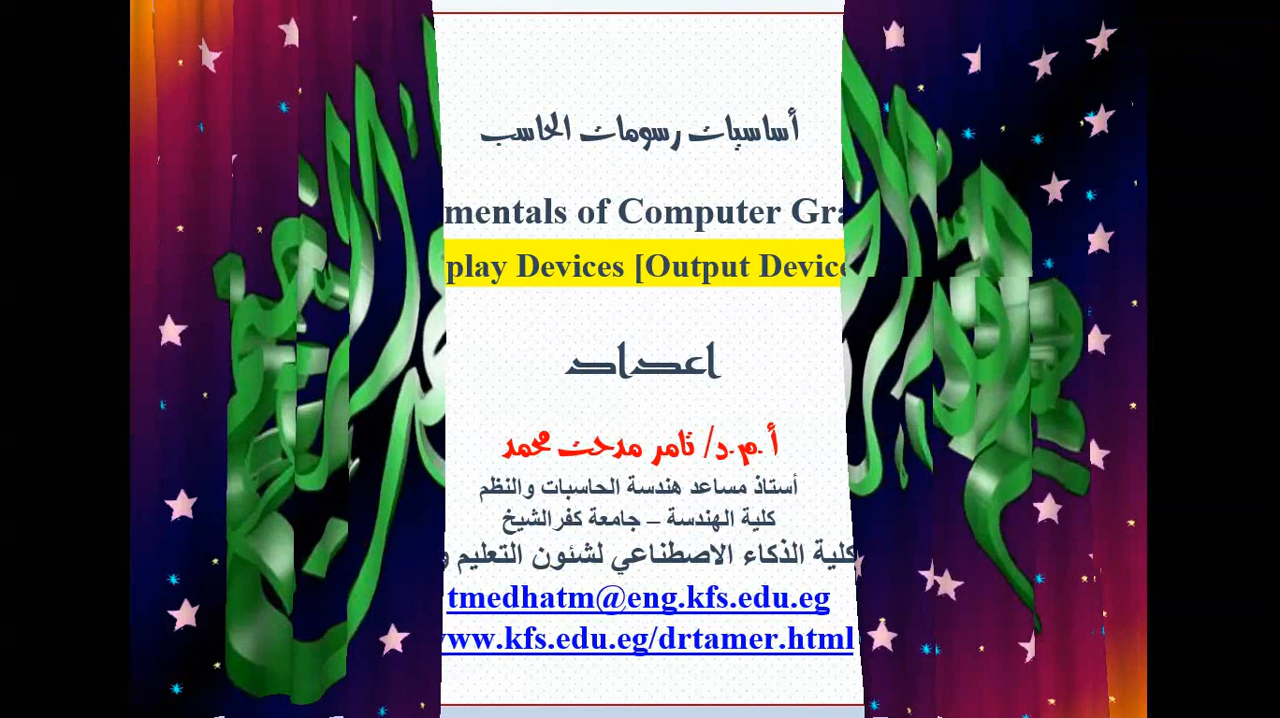 أساسيات رسومات الحاسب
mentals of Computer Gra
play Devices [Output Device
اعداد
أ.م.د/ تامر مدحت محمد
أستاذ مساعد هندسة الحاسبات والنظم
كلية الهندسة – جامعة كفرالشيخ
كلية الذكاء الاصطناعي لشئون التعليم و
tmedhatm@eng.kfs.edu.eg
www.kfs.edu.eg/drtamer.html